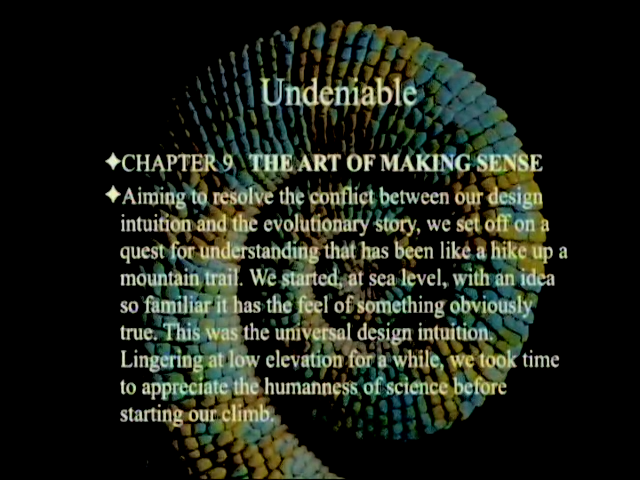 Undeniable
✦CHAPTER 9 THE ART OF MAKING SENSE
✦Aiming to resolve the conflict between our design
intuition and the evolutionary story, we set off on a
quest for understanding that has been like a hike up a
mountain trail. We started, at sea level, with an idea
so familiar it has the feel of something obviously
true. This was the universal design intuition.
Lingering at low elevation for a while, we took time
to appreciate the humanness of science before
starting our climb.